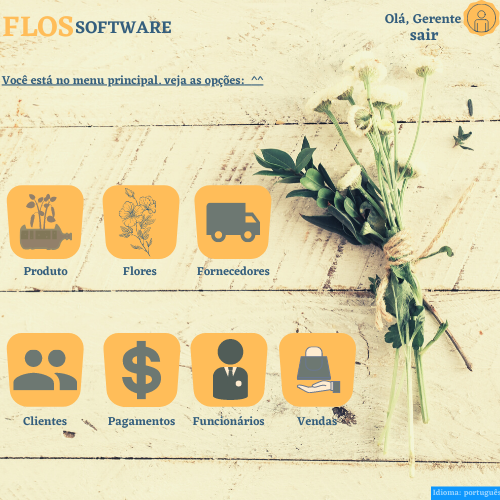 FLOSSOFTWARE
Olá, Gerente
sair
Você está no menu principal. veja as opções: ^^
Produto
Flores
Fornecedores
Clientes
Pagamentos
Funcionários
Vendas
Idioma: português